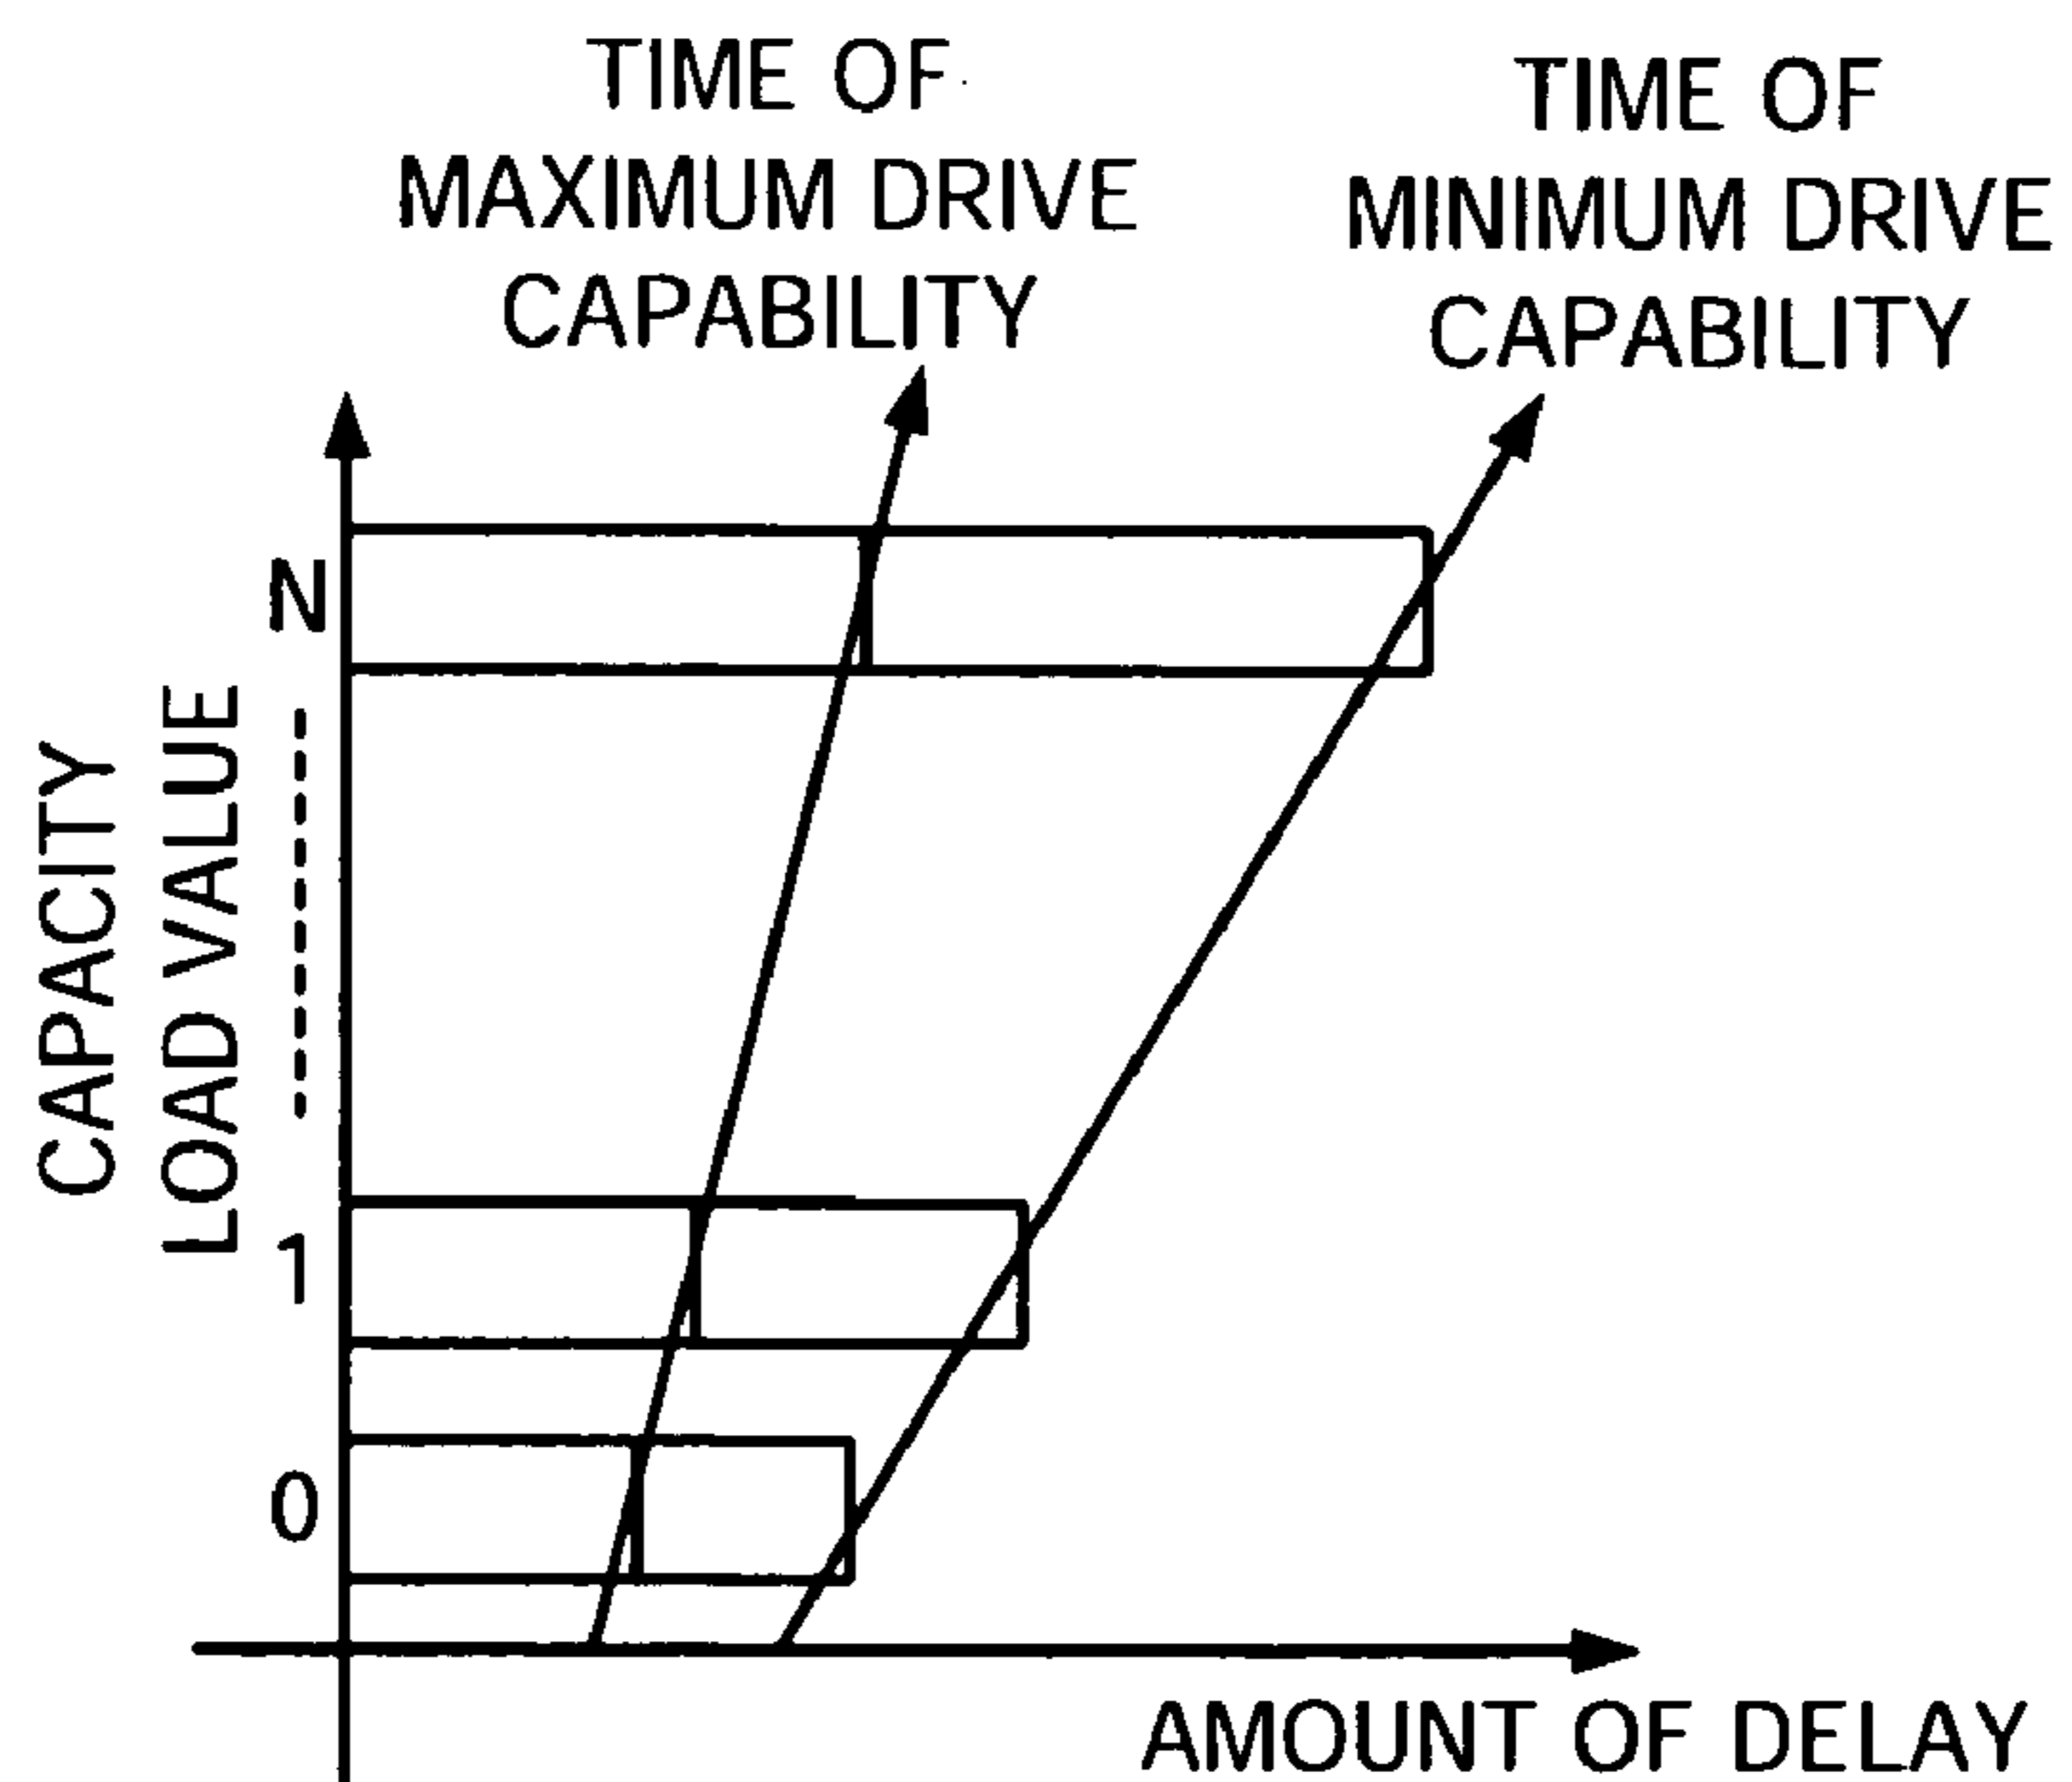 TIME OF
MAXIMUM DRIVE
CAPABILITY
TIME OF
MINIMUM DRIVE
CAPABILITY
CAPACITY
LOAD VALUE
N
1
0
AMOUNT OF DELAY